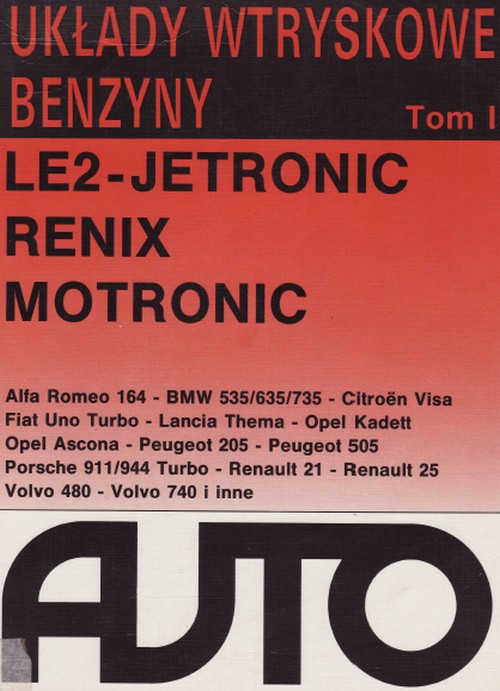 UKŁADY WTRYSKOWE
BENZYNY
Tom I
LE2-JETRONIC
RENIX
MOTRONIC
Alfa Romeo 164 - BMW 535/635/735 - Citroën Visa
Fiat Uno Turbo - Lancia Thema - Opel Kadett
Opel Ascona - Peugeot 205 - Peugeot 505
Porsche 911/944 Turbo - Renault 21 - Renault 25
Volvo 480 - Volvo 740 i inne
AUTO